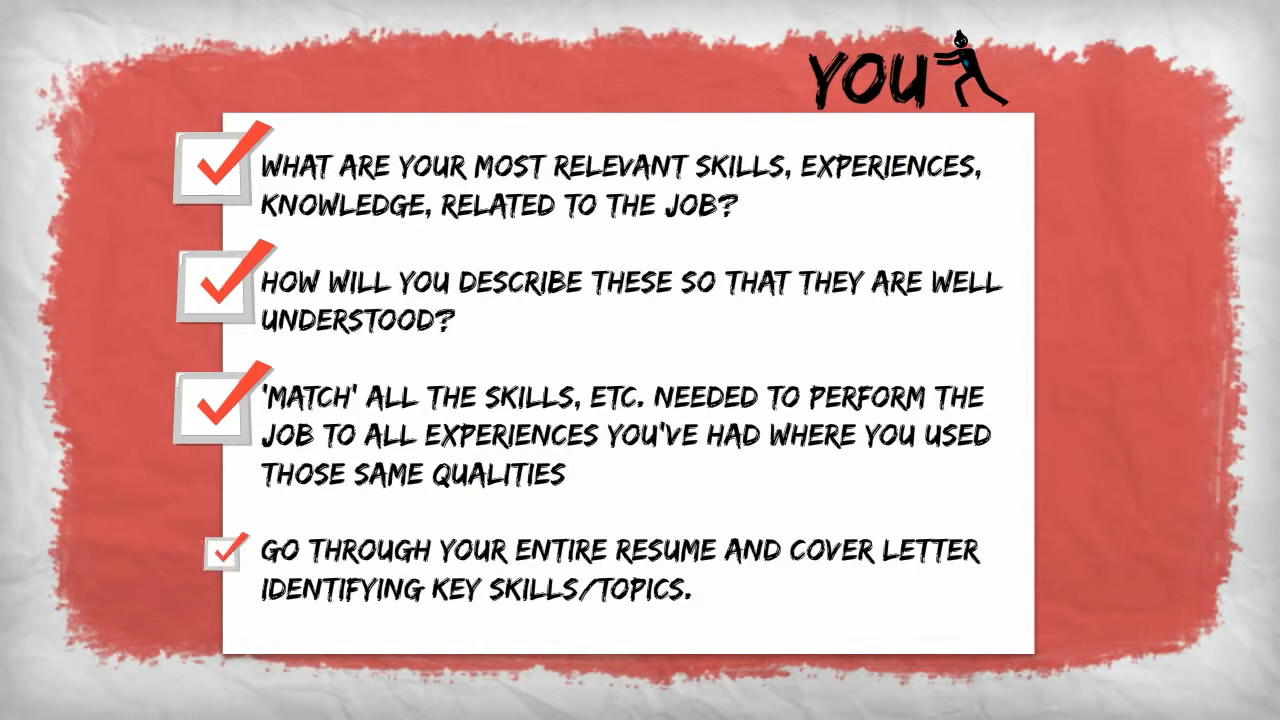 YOU
WHAT ARE YOUR MOST RELEVANT SKILLS, EXPERIENCES,
KNOWLEDGE, RELATED TO THE JOB?
HOW WILL YOU DESCRIBE THESE SO THAT THEY ARE WELL
UNDERSTOOD?
'MATCH' ALL THE SKILLS, ETC. NEEDED TO PERFORM THE
JOB TO ALL EXPERIENCES YOU'VE HAD WHERE YOU USED
THOSE SAME QUALITIES
GO THROUGH YOUR ENTIRE RESUME AND COVER LETTER
IDENTIFYING KEY SKILLS/TOPICS.